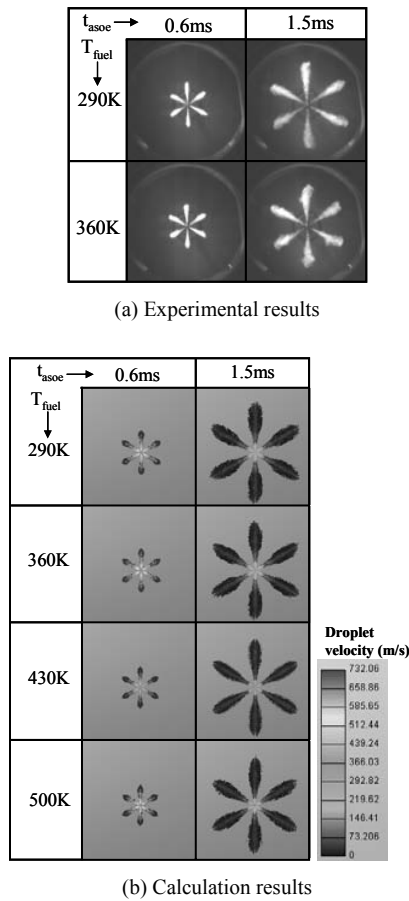 t_asoe → 0.6ms 1.5ms
T_fuel
290K
360K
(a) Experimental results
t_asoe → 0.6ms 1.5ms
T_fuel
290K
360K
430K
500K
Droplet
velocity (m/s)
732.06
658.86
585.65
512.44
439.24
366.03
292.82
219.62
146.41
73.206
0
(b) Calculation results